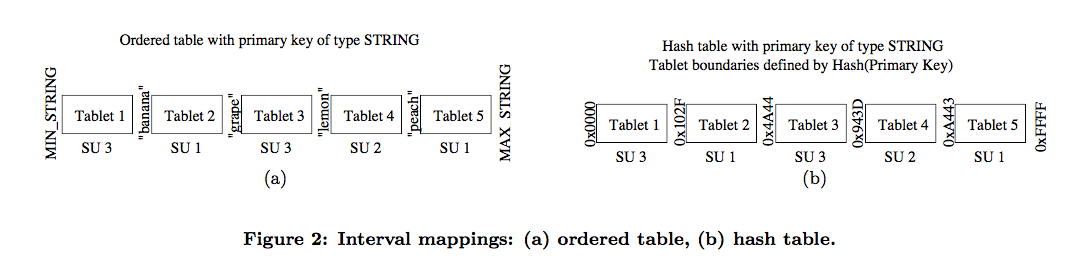 Ordered table with primary key of type STRING
MIN_STRING
Tablet 1
"banana"
Tablet 2
"grape"
Tablet 3
"lemon"
Tablet 4
"peach"
Tablet 5
MAX STRING
SU 3
SU 1
SU 3
SU 2
SU 1
(a)
Hash table with primary key of type STRING
Tablet boundaries defined by Hash(Primary Key)
0x0000
Tablet 1
0x102F
Tablet 2
0x4A44
Tablet 3
0x943D
Tablet 4
0xA443
Tablet 5
0xFFFF
SU 3
SU 1
SU 3
SU 2
SU 1
(b)
Figure 2: Interval mappings: (a) ordered table, (b) hash table.